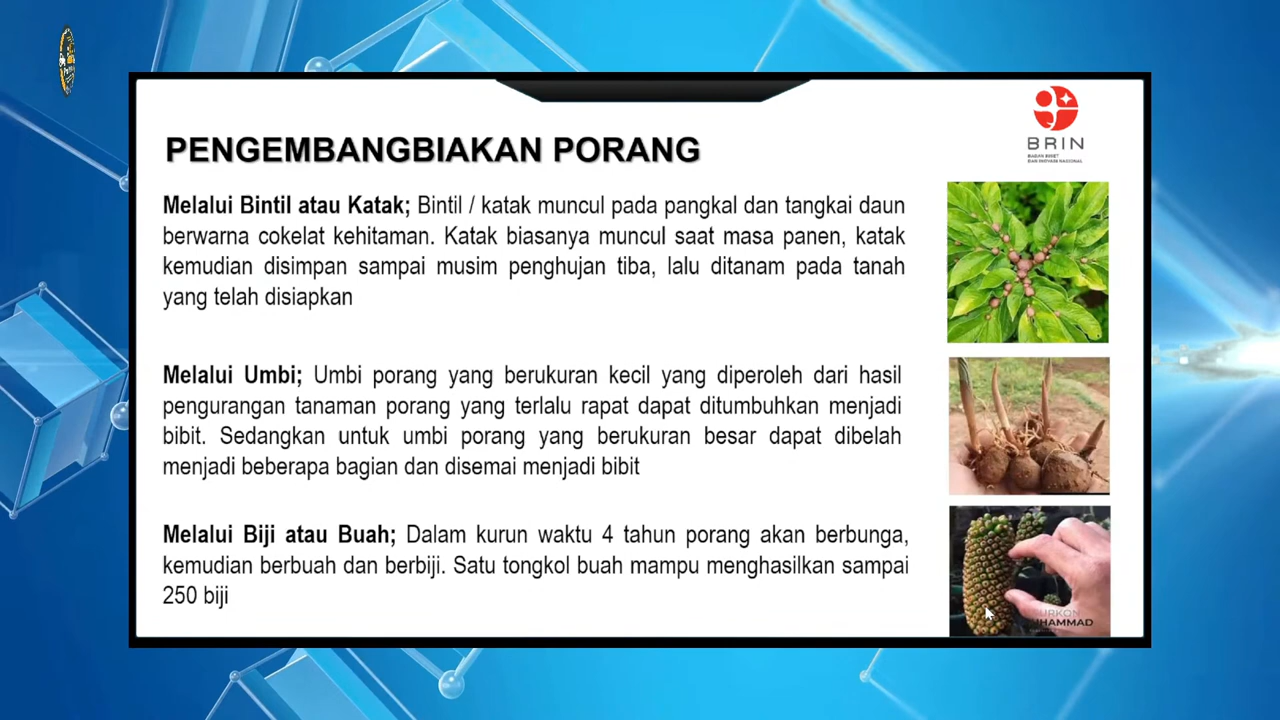 PENGEMBANGBIAKAN PORANG
BRIN
BADAN RISET
DAN INOVASI NASIONAL
Melalui Bintil atau Katak; Bintil / katak muncul pada pangkal dan tangkai daun
berwarna cokelat kehitaman. Katak biasanya muncul saat masa panen, katak
kemudian disimpan sampai musim penghujan tiba, lalu ditanam pada tanah
yang telah disiapkan
Melalui Umbi; Umbi porang yang berukuran kecil yang diperoleh dari hasil
pengurangan tanaman porang yang terlalu rapat dapat ditumbuhkan menjadi
bibit. Sedangkan untuk umbi porang yang berukuran besar dapat dibelah
menjadi beberapa bagian dan disemai menjadi bibit
Melalui Biji atau Buah; Dalam kurun waktu 4 tahun porang akan berbunga,
kemudian berbuah dan berbiji. Satu tongkol buah mampu menghasilkan sampai
250 biji